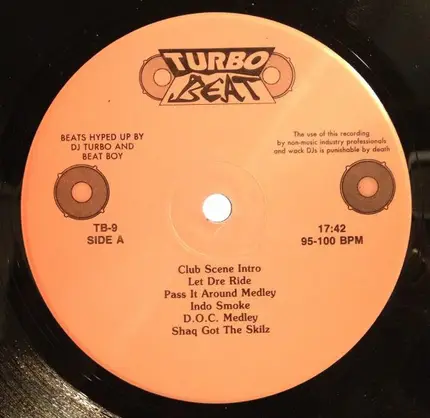 TURBO
BEAT
BEATS HYPED UP BY
DJ TURBO AND
BEAT BOY
The use of this recording
by non-music industry professionals
and wack DJs is punishable by death
TB-9
SIDE A
17:42
95-100 BPM
Club Scene Intro
Let Dre Ride
Pass It Around Medley
Indo Smoke
D.O.C. Medley
Shaq Got The Skilz